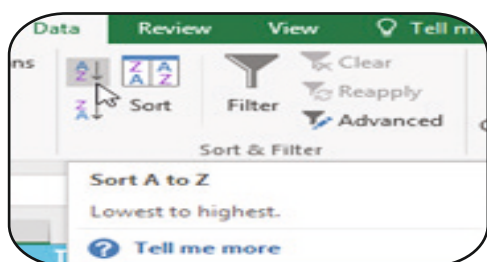 Data Review View Tell m
ns
Clear
Reapply
Sort Filter
Advanced
Sort & Filter
Sort A to Z
Lowest to highest.
Tell me more